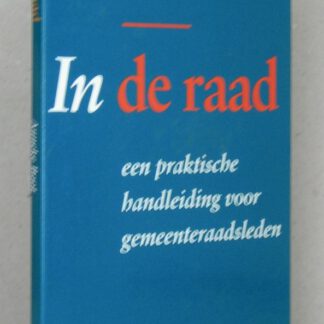 In de raad
een praktische
handleiding voor
gemeenteraadsleden